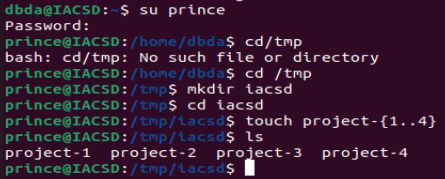 dbda@IACSD:~$ su prince
Password:
prince@IACSD:/home/dbda$ cd/tmp
bash: cd/tmp: No such file or directory
prince@IACSD:/home/dbda$ cd /tmp
prince@IACSD:/tmp$ mkdir iacsd
prince@IACSD:/tmp$ cd iacsd
prince@IACSD:/tmp/iacsd$ touch project-{1..4}
prince@IACSD:/tmp/iacsd$ ls
project-1  project-2  project-3  project-4
prince@IACSD:/tmp/iacsd$